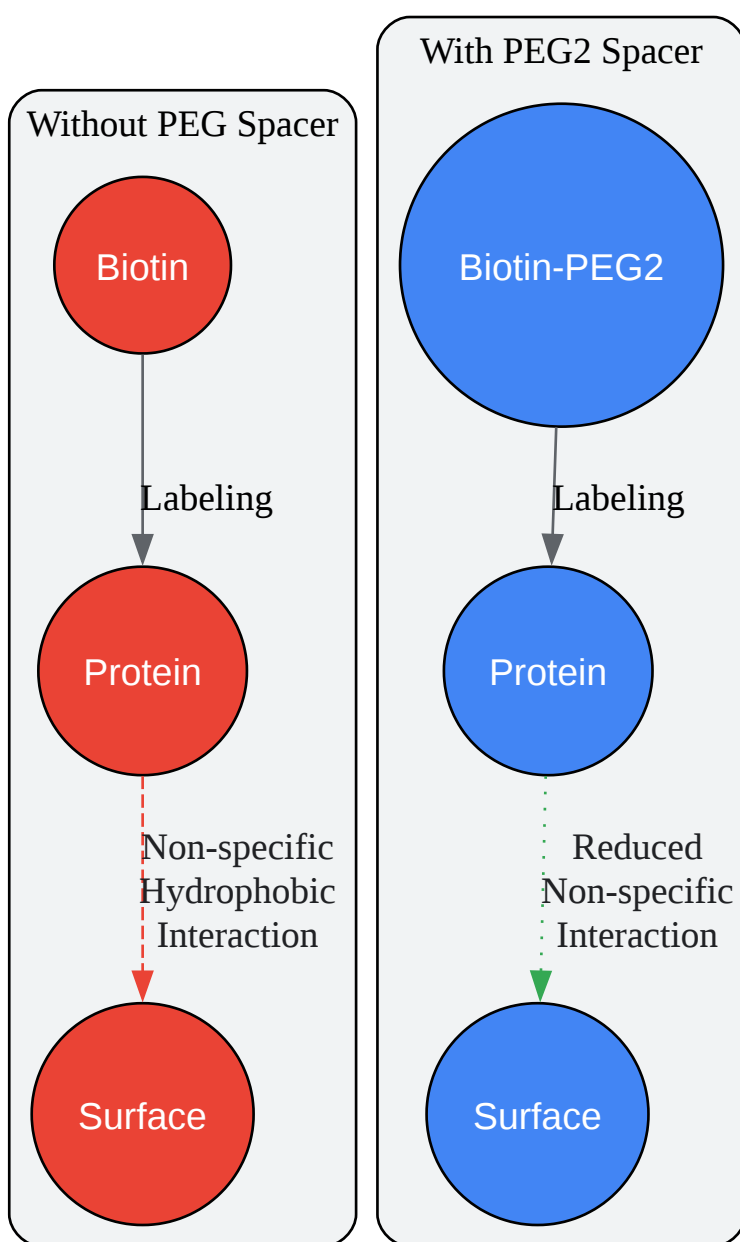 Without PEG Spacer
Biotin
Labeling
Protein
Non-specific
Hydrophobic
Interaction
Surface
With PEG2 Spacer
Biotin-PEG2
Labeling
Protein
Reduced
Non-specific
Interaction
Surface